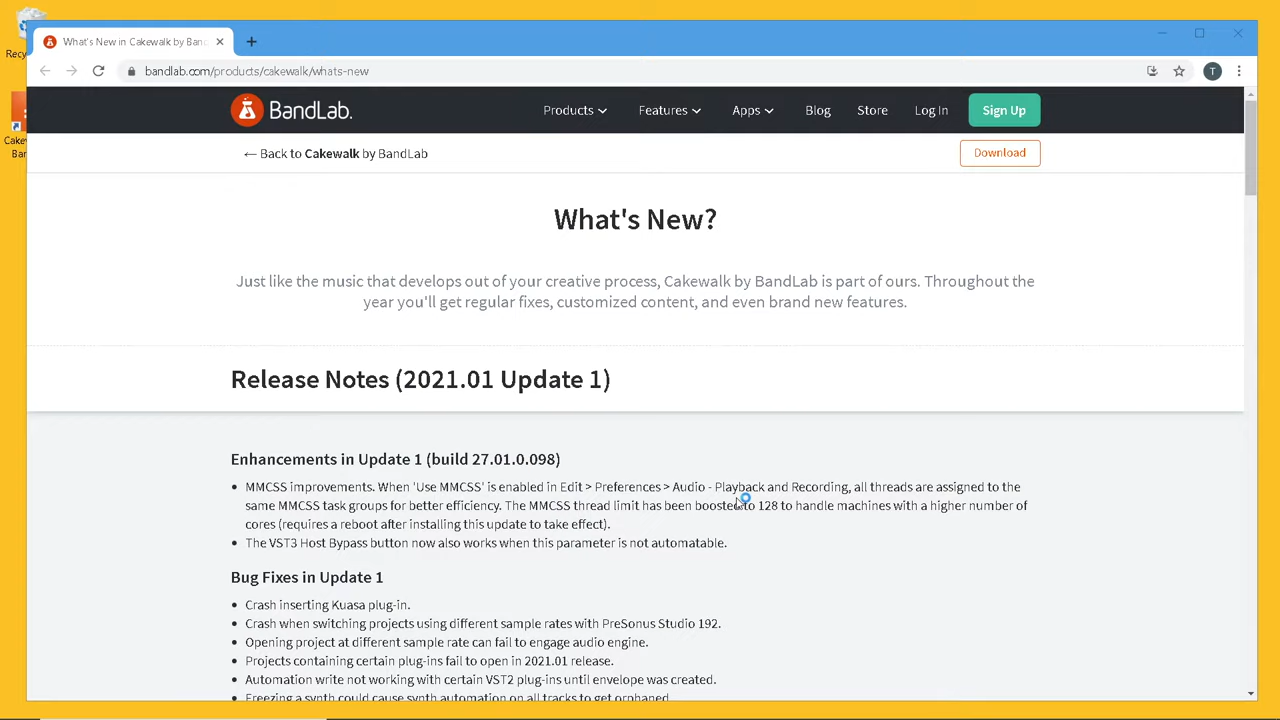 Recy
Cakew
Ban
What's New in Cakewalk by Band
bandlab.com/products/cakewalk/whats-new
T
BandLab.
Products
Features
Apps
Blog
Store
Log In
Sign Up
← Back to Cakewalk by BandLab
Download
What's New?
Just like the music that develops out of your creative process, Cakewalk by BandLab is part of ours. Throughout the
year you'll get regular fixes, customized content, and even brand new features.
Release Notes (2021.01 Update 1)
Enhancements in Update 1 (build 27.01.0.098)
• MMCSS improvements. When 'Use MMCSS' is enabled in Edit > Preferences > Audio - Playback and Recording, all threads are assigned to the
same MMCSS task groups for better efficiency. The MMCSS thread limit has been boosted to 128 to handle machines with a higher number of
cores (requires a reboot after installing this update to take effect).
• The VST3 Host Bypass button now also works when this parameter is not automatable.
Bug Fixes in Update 1
• Crash inserting Kuasa plug-in.
• Crash when switching projects using different sample rates with PreSonus Studio 192.
• Opening project at different sample rate can fail to engage audio engine.
• Projects containing certain plug-ins fail to open in 2021.01 release.
• Automation write not working with certain VST2 plug-ins until envelope was created.
• Freezing a synth could cause synth automation on all tracks to get orphaned.